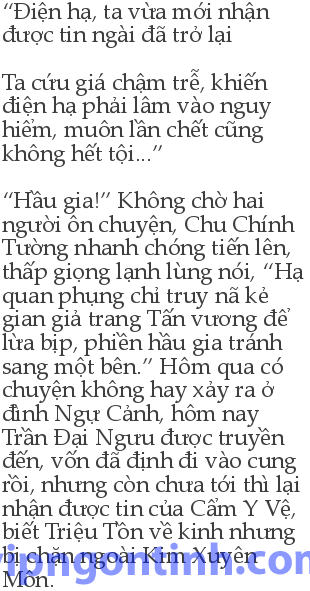 “Điện hạ, ta vừa mới nhận
được tin ngài đã trở lại
Ta cứu giá chậm trễ, khiến
điện hạ phải lâm vào nguy
hiểm, muôn lần chết cũng
không hết tội...”
“Hầu gia!” Không chờ hai
người ôn chuyện, Chu Chính
Tường nhanh chóng tiến lên,
thấp giọng lạnh lùng nói, “Hạ
quan phụng chỉ truy nã kẻ
gian giả trang Tấn vương để
lừa bịp, phiền hầu gia tránh
sang một bên.” Hôm qua có
chuyện không hay xảy ra ở
đình Ngự Cảnh, hôm nay
Trần Đại Ngưu được truyền
đến, vốn đã định đi vào cung
rồi, nhưng còn chưa tới thì lại
nhận được tin của Cẩm Y Vệ,
biết Triệu Tôn về kinh nhưng
bị chặn ngoài Kim Xuyên
Môn.
vipngontinh.com